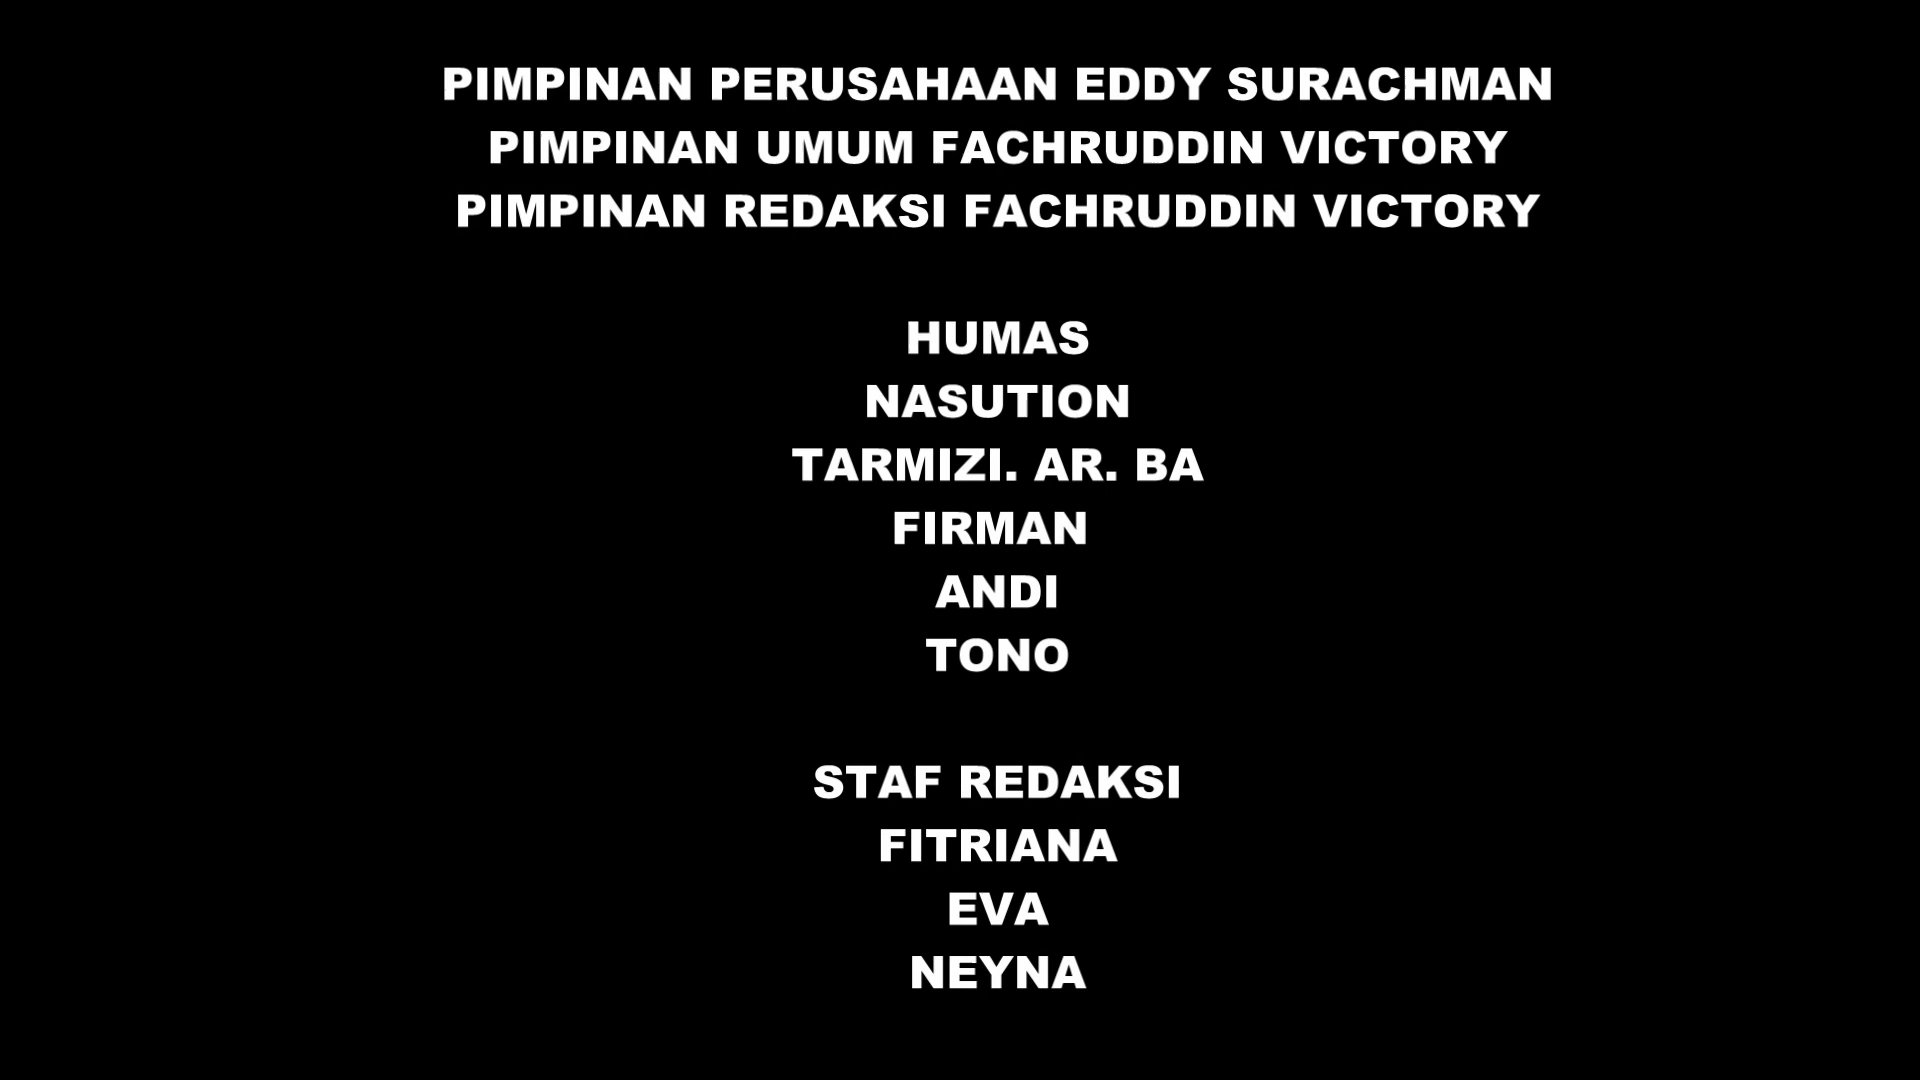 PIMPINAN PERUSAHAAN EDDY SURACHMAN
PIMPINAN UMUM FACHRUDDIN VICTORY
PIMPINAN REDAKSI FACHRUDDIN VICTORY
HUMAS
NASUTION
TARMIZI. AR. BA
FIRMAN
ANDI
TONO
STAF REDAKSI
FITRIANA
EVA
NEYNA